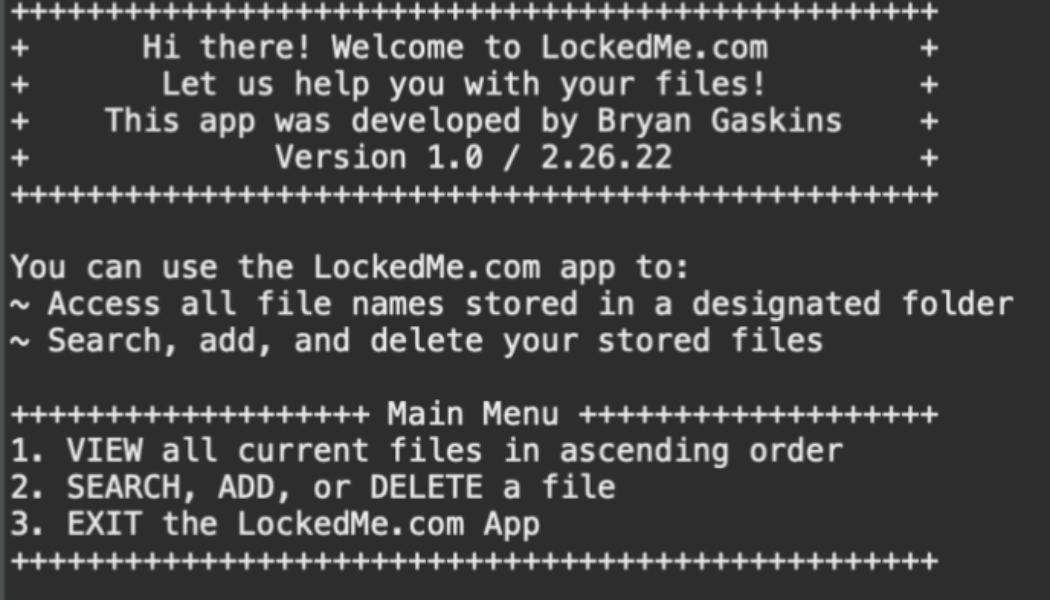 +++++++++++++++++++++++++++++++++++++++++++++++++
+      Hi there! Welcome to LockedMe.com        +
+       Let us help you with your files!        +
+    This app was developed by Bryan Gaskins    +
+             Version 1.0 / 2.26.22             +
+++++++++++++++++++++++++++++++++++++++++++++++++
You can use the LockedMe.com app to:
~ Access all file names stored in a designated folder
~ Search, add, and delete your stored files
+++++++++++++++++++ Main Menu +++++++++++++++++++
1. VIEW all current files in ascending order
2. SEARCH, ADD, or DELETE a file
3. EXIT the LockedMe.com App
+++++++++++++++++++++++++++++++++++++++++++++++++